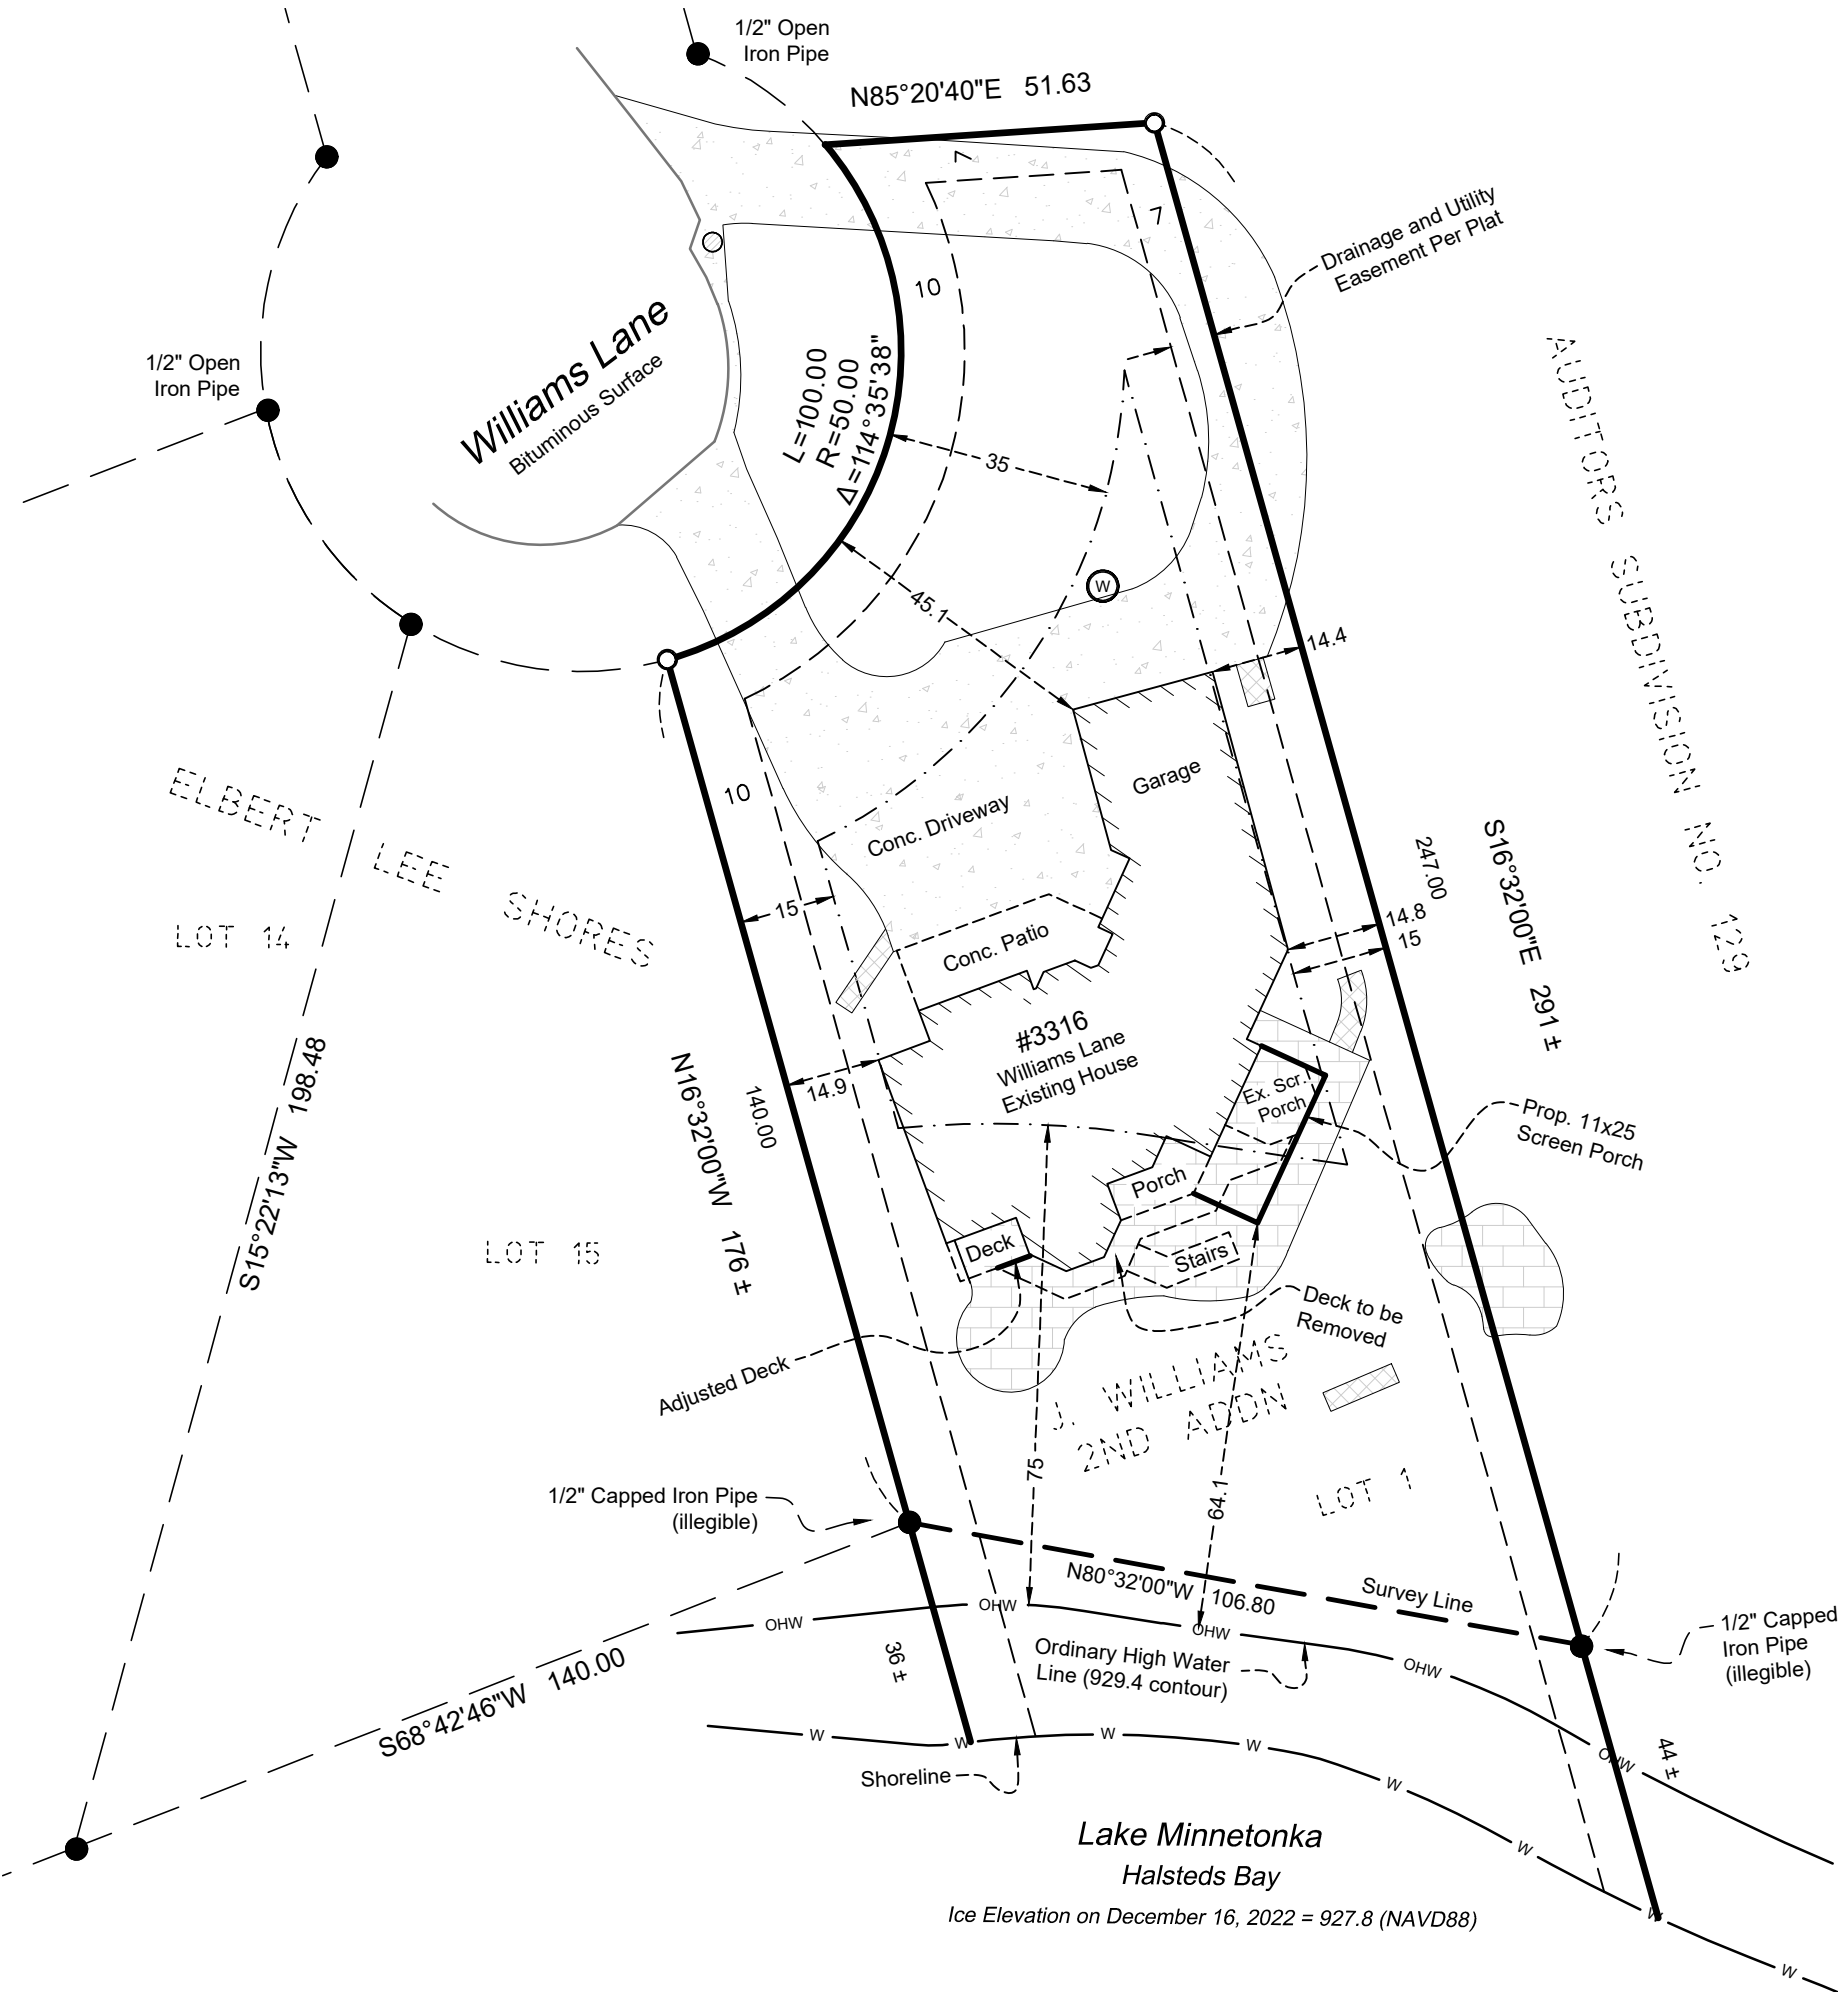 1/2" Open
Iron Pipe
N85°20'40"E 51.63
7
7
Drainage and Utility
Easement Per Plat
10
1/2" Open
Iron Pipe
Williams Lane
Bituminous Surface
L=100.00
R=50.00
Δ=114°35'38"
35
AUDITORS SUBDIVISION NO. 129
45.1
W
14.4
10
Garage
ELBERT LEE SHORES
Conc. Driveway
247.00
S16°32'00"E 291±
15
14.8
15
LOT 14
Conc. Patio
#3316
Williams Lane
Existing House
14.9
N16°32'00"W 176±
140.00
S15°22'13"W 198.48
Ex. Scr.
Porch
Prop. 11x25
Screen Porch
Porch
LOT 15
Deck
Stairs
Deck to be
Removed
Adjusted Deck
J. WILLIAMS
2ND ADDN
75
64.1
LOT 1
1/2" Capped Iron Pipe
(illegible)
N80°32'00"W 106.80
Survey Line
OHW
OHW
OHW
OHW
OHW
1/2" Capped
Iron Pipe
(illegible)
Ordinary High Water
Line (929.4 contour)
36±
44±
S68°42'46"W 140.00
W
W
W
W
W
W
W
W
Shoreline
Lake Minnetonka
Halsteds Bay
Ice Elevation on December 16, 2022 = 927.8 (NAVD88)